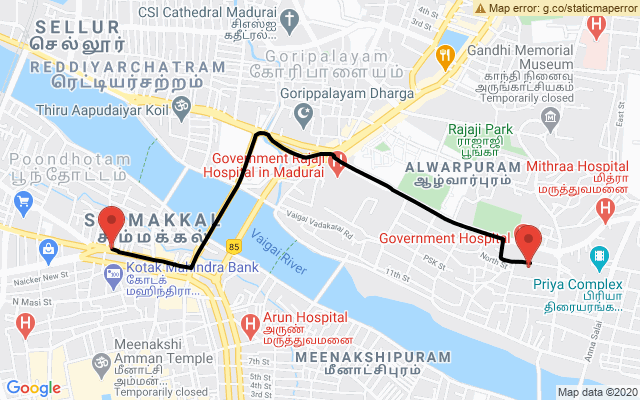 Map error: g.co/staticmaperror
CSI Cathedral Madurai
சிஎஸ்ஐ
கதீட்ரல்...
SELLUR
செல்லூர்
4th St
3rd St
REDDIYARCHATRAM
ரெட்டியர்சற்றம்
Goripalayam
கோரிபாளையம்
Gandhi Memorial
Museum
காந்தி நினைவு
அருங்காட்சியகம்
Temporarily closed
East St
Thiru Aapudaiyar Koil
Gorippalayam Dharga
Rajaji Park
ராஜாஜி
பூங்கா
Poondhotam
பூந்தோட்டம்
Government Rajaji
Hospital in Madurai
ALWARPURAM
ஆழ்வார்புரம்
Mithraa Hospital
மித்ரா
மருத்துவமனை
SIMMAKKAL
சிம்மக்கல்
Vaigai Vadakarai Rd
Government Hospital
85
Vaigai River
PSK St
North St
11th St
Kotak Mahindra Bank
கோடக்
மஹிந்திரா...
Naicker New St
N Masi St
Priya Complex
பிரியா
திரையரங்க...
Arun Hospital
அருண்
மருத்துவமனை
Anna Salai
Meenakshi
Amman Temple
மீனாட்சி
அம்மன்...
Temporarily closed
MEENAKSHIPURAM
மீனாட்சிபுரம்
7th St
5th St
4th St
3rd St
Google
Map data ©2020